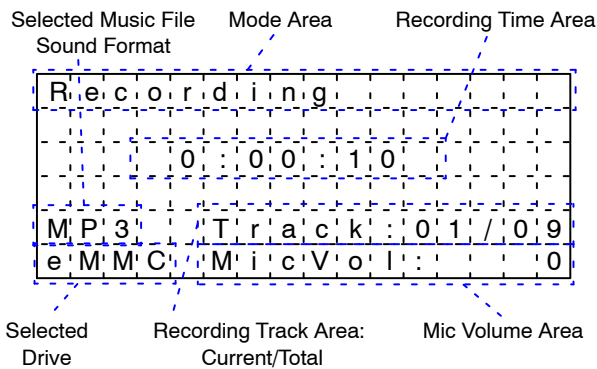 Selected Music File
Sound Format
Mode Area
Recording Time Area
Recording
0:00:10
MP3 Track:01/09
eMMC MicVol: 0
Selected
Drive
Recording Track Area:
Current/Total
Mic Volume Area